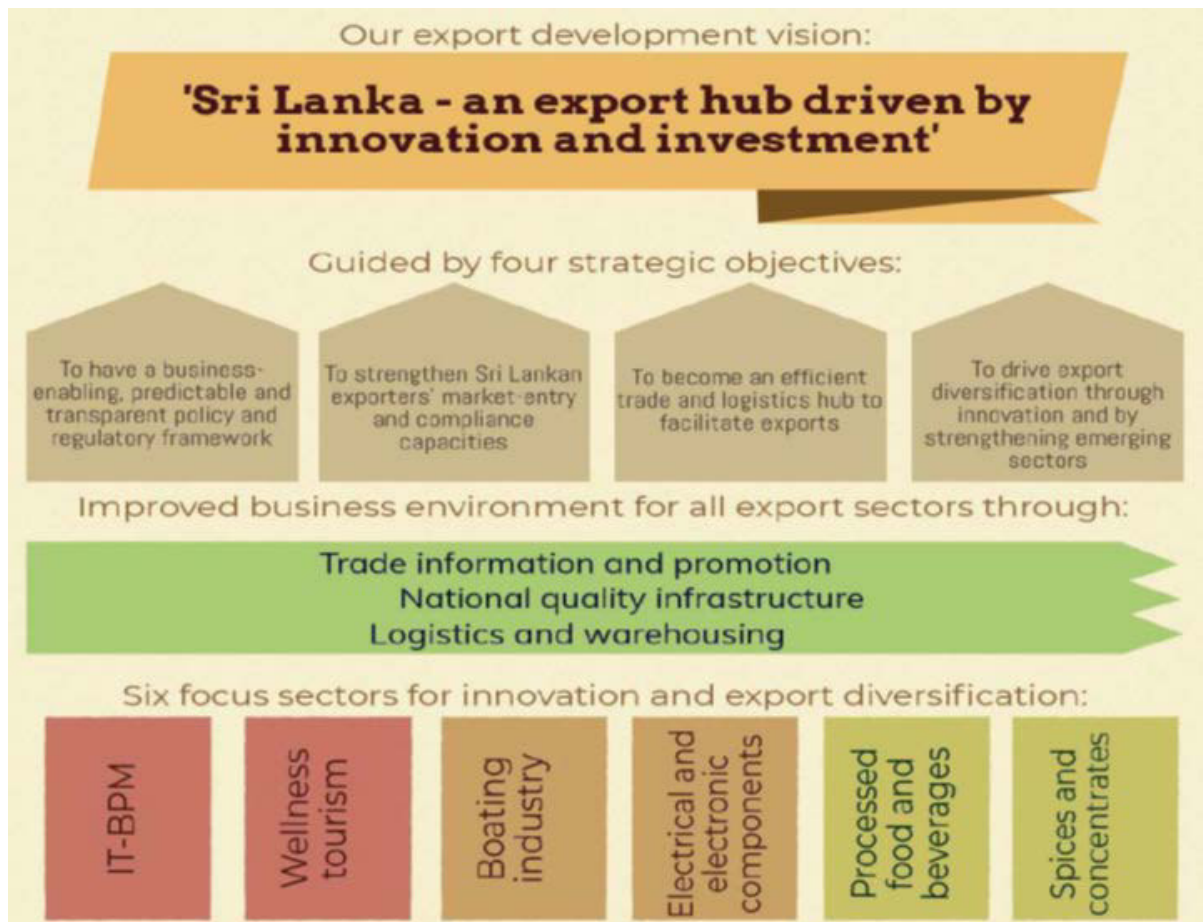 Our export development vision:
'Sri Lanka - an export hub driven by
innovation and investment'
Guided by four strategic objectives:
To have a business-
enabling, predictable and
transparent policy and
regulatory framework
To strengthen Sri Lankan
exporters' market-entry
and compliance
capacities
To become an efficient
trade and logistics hub to
facilitate exports
To drive export
diversification through
innovation and by
strengthening emerging
sectors
Improved business environment for all export sectors through:
Trade information and promotion
National quality infrastructure
Logistics and warehousing
Six focus sectors for innovation and export diversification:
IT-BPM
Wellness
tourism
Boating
industry
Electrical and
electronic
components
Processed
food and
beverages
Spices and
concentrates